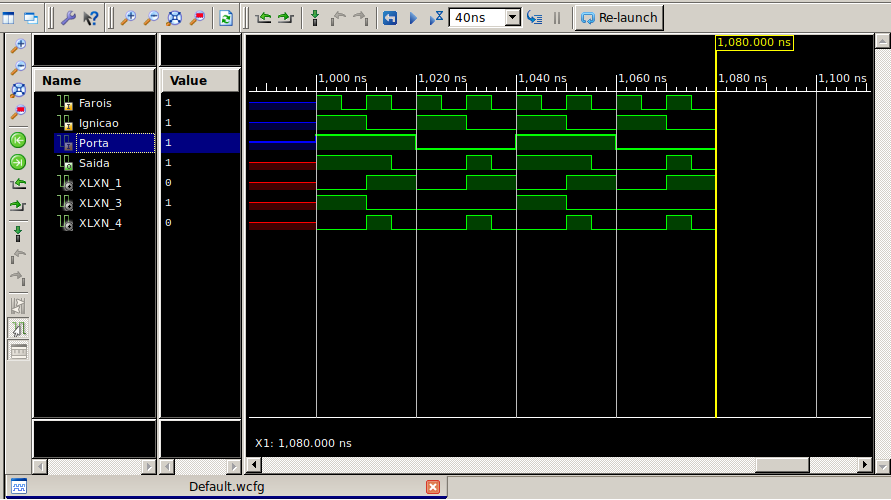 40ns
Re-launch
1,080.000 ns
Name
Value
1,000 ns
1,020 ns
1,040 ns
1,060 ns
1,080 ns
1,100 ns
Farois
1
Ignicao
1
Porta
1
Saida
1
XLXN_1
0
XLXN_3
1
XLXN_4
0
X1: 1,080.000 ns
Default.wcfg